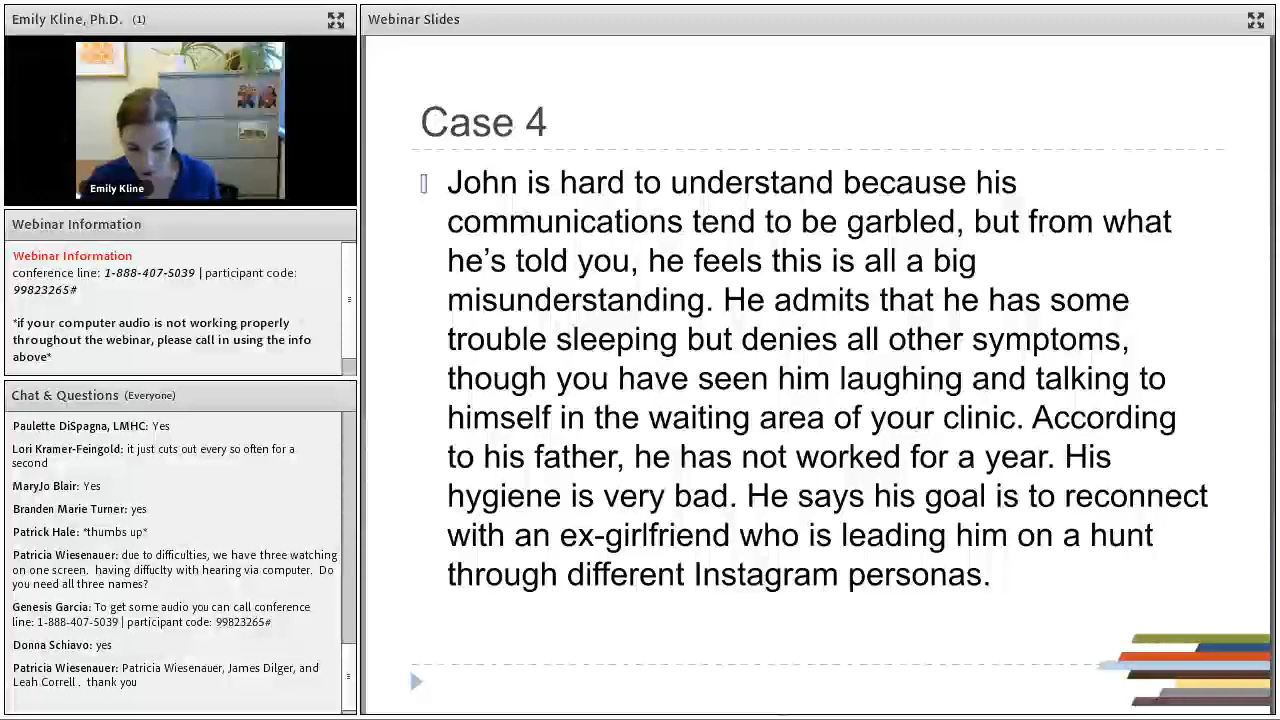 Emily Kline, Ph.D. (1)
Emily Kline
Webinar Information
Webinar Information
conference line: 1-888-407-5039 | participant code:
99823265#
*if your computer audio is not working properly
throughout the webinar, please call in using the info
above*
Chat & Questions (Everyone)
Paulette DiSpagna, LMHC: Yes
Lori Kramer-Feingold: it just cuts out every so often for a
second
MaryJo Blair: Yes
Branden Marie Turner: yes
Patrick Hale: *thumbs up*
Patricia Wiesenauer: due to difficulties, we have three watching
on one screen. having diffuclty with hearing via computer. Do
you need all three names?
Genesis Garcia: To get some audio you can call conference
line: 1-888-407-5039 | participant code: 99823265#
Donna Schiavo: yes
Patricia Wiesenauer: Patricia Wiesenauer, James Dilger, and
Leah Correll . thank you
Webinar Slides
Case 4
John is hard to understand because his
communications tend to be garbled, but from what
he’s told you, he feels this is all a big
misunderstanding. He admits that he has some
trouble sleeping but denies all other symptoms,
though you have seen him laughing and talking to
himself in the waiting area of your clinic. According
to his father, he has not worked for a year. His
hygiene is very bad. He says his goal is to reconnect
with an ex-girlfriend who is leading him on a hunt
through different Instagram personas.